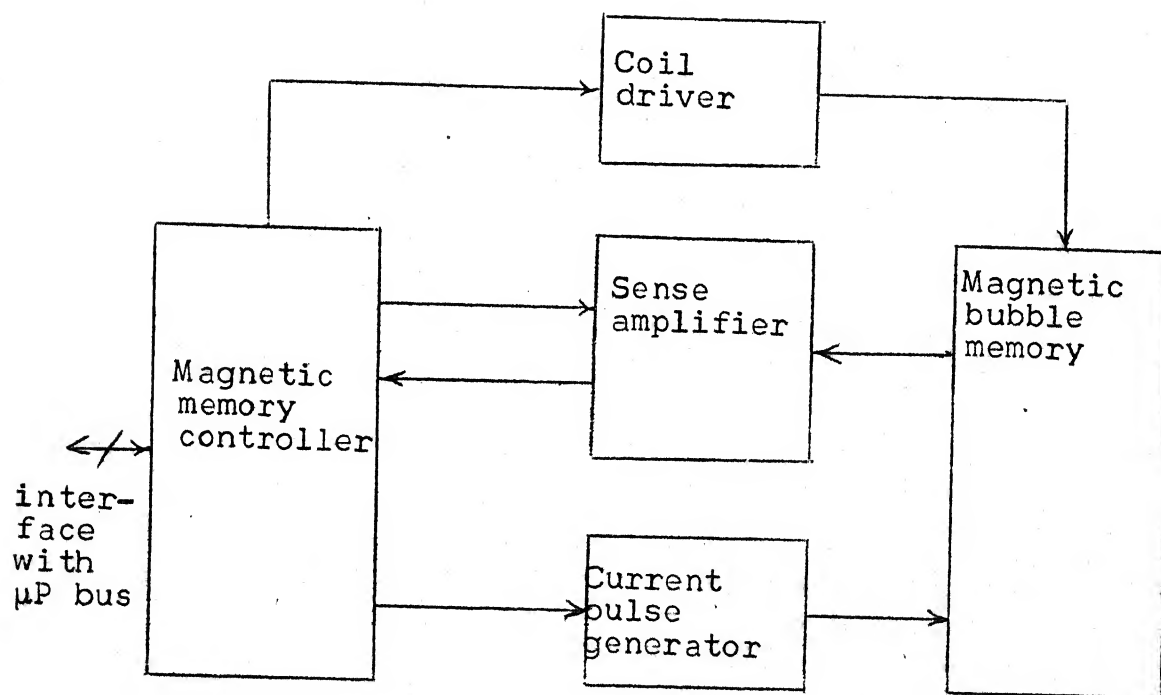 Coil
driver
Sense
amplifier
Magnetic
bubble
memory
Magnetic
memory
controller
inter-
face
with
µP bus
Current
pulse
generator